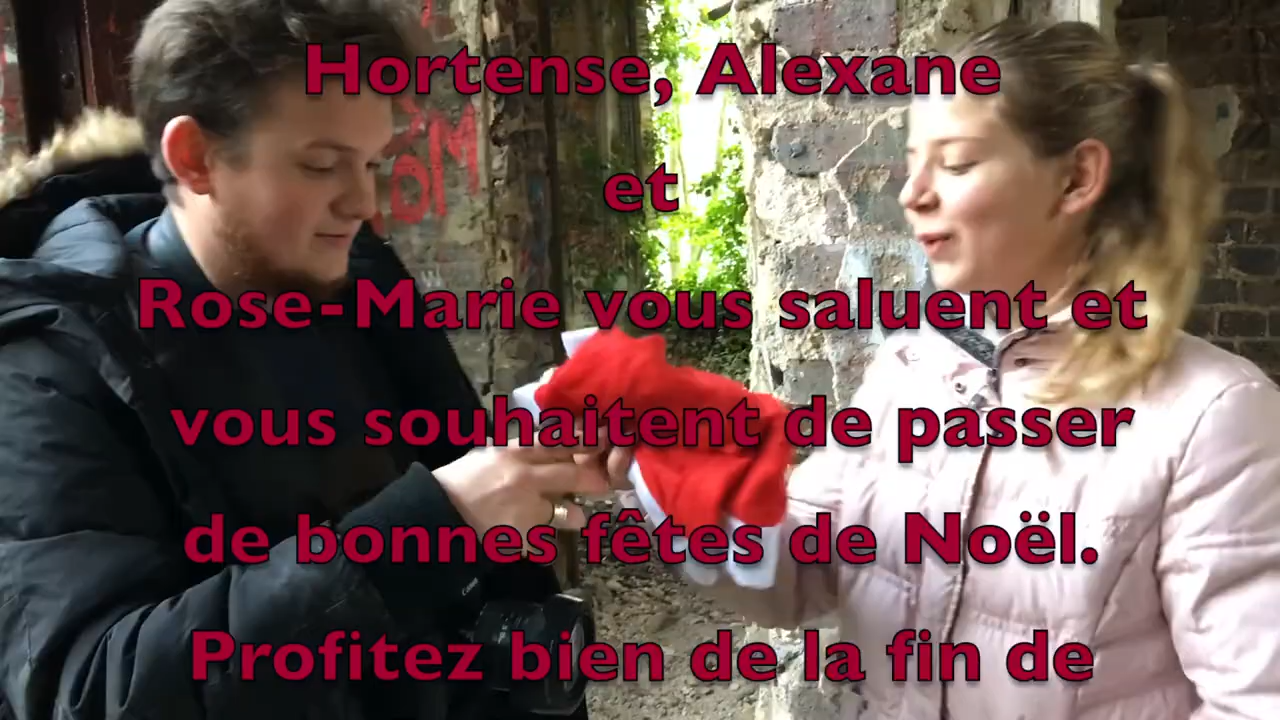 Hortense, Alexane
et
Rose-Marie vous saluent et
vous souhaitent de passer
de bonnes fêtes de Noël.
Profitez bien de la fin de